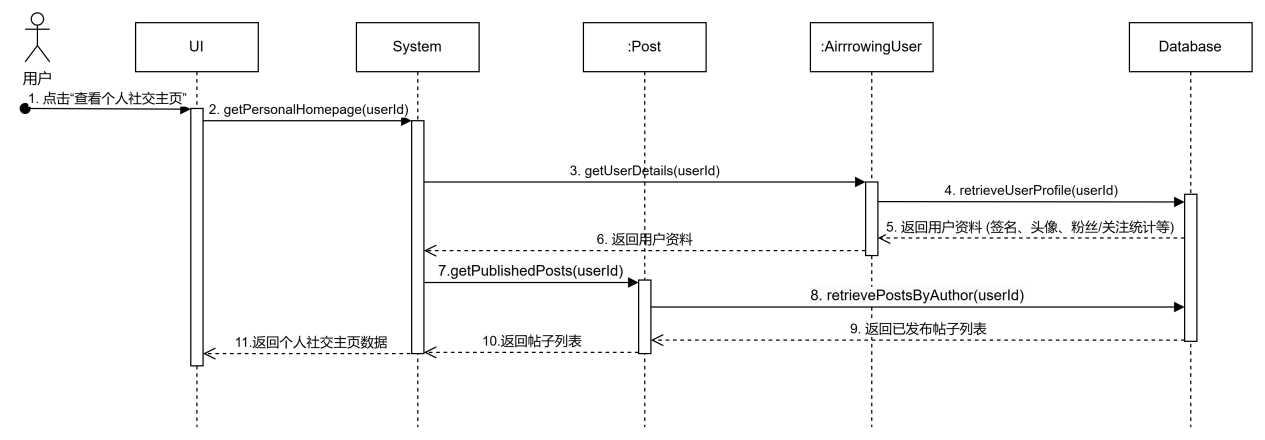 UI
System
:Post
:AirrrowingUser
Database
用户
1. 点击“查看个人社交主页”
2. getPersonalHomepage(userId)
3. getUserDetails(userId)
4. retrieveUserProfile(userId)
5. 返回用户资料 (签名、头像、粉丝/关注统计等)
6. 返回用户资料
7.getPublishedPosts(userId)
8. retrievePostsByAuthor(userId)
9. 返回已发布帖子列表
10.返回帖子列表
11.返回个人社交主页数据